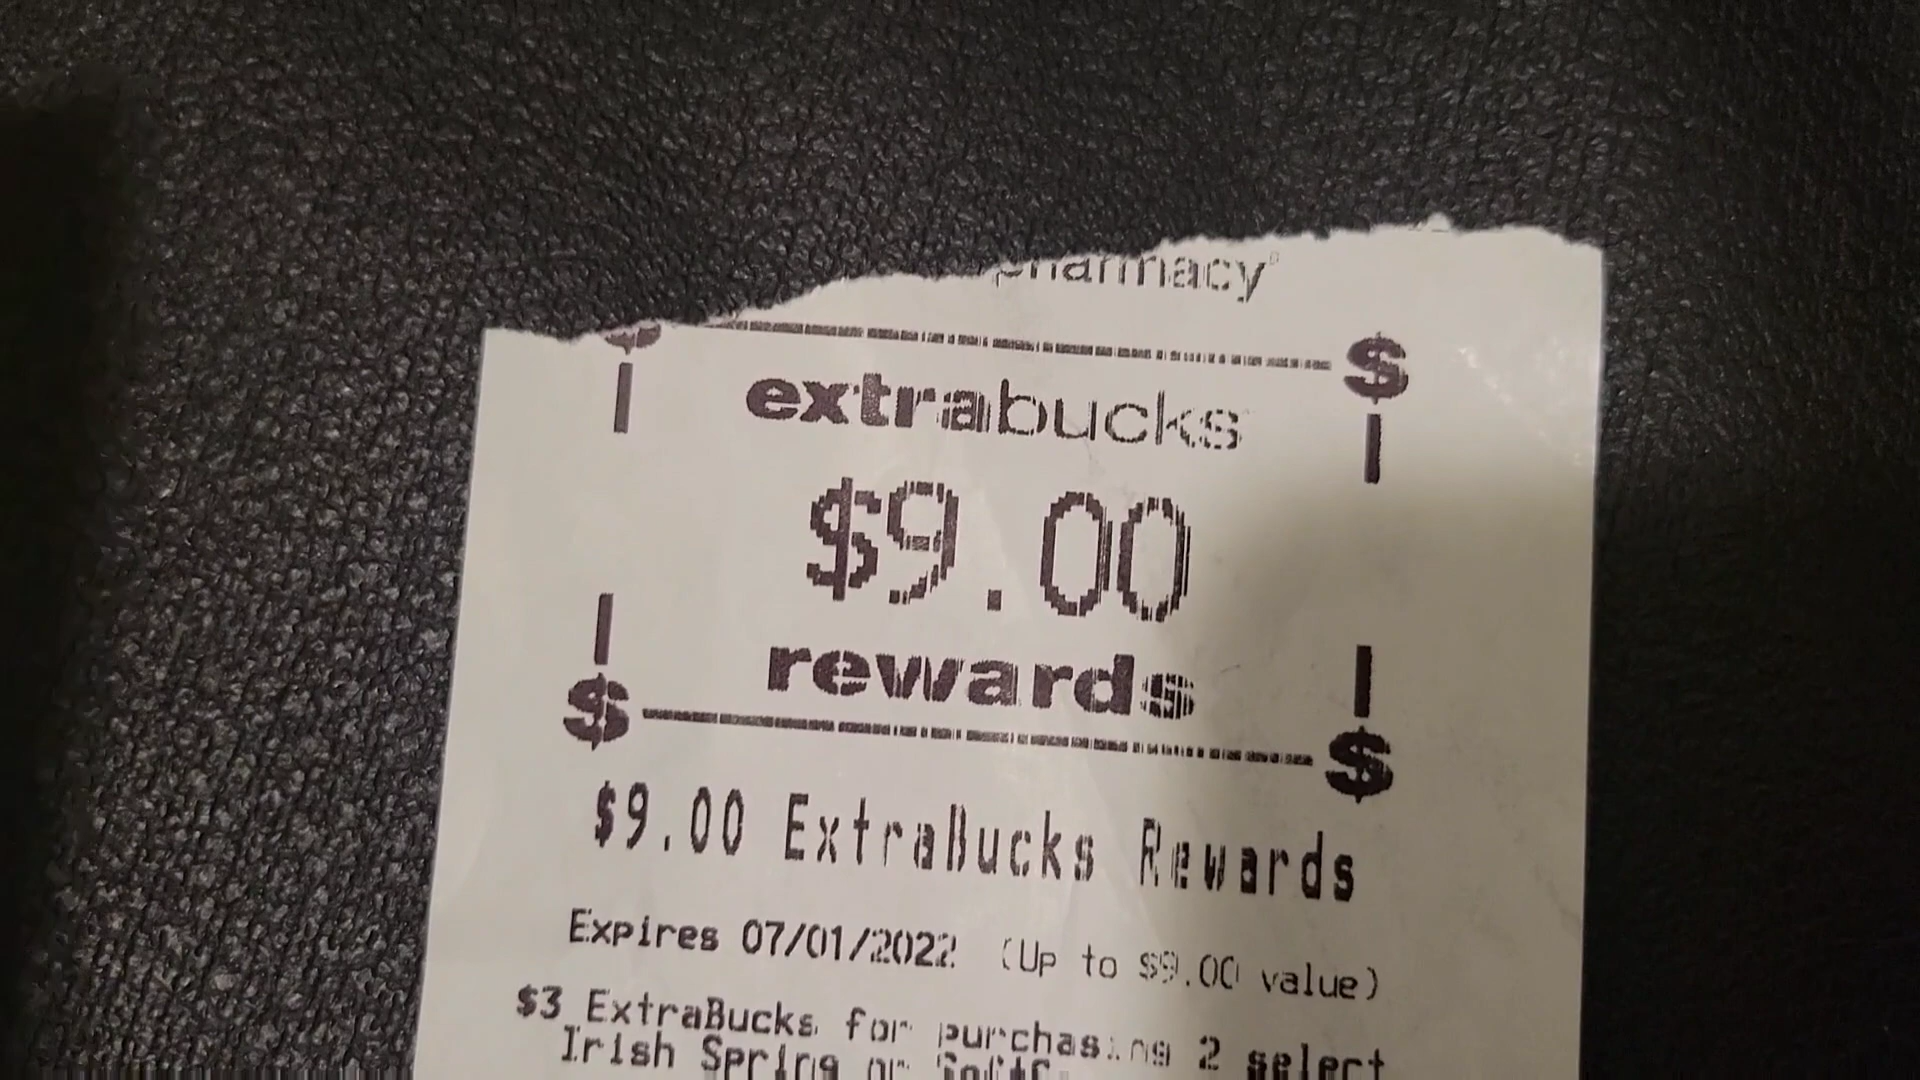 pharmacy
$
extrabucks
$9.00
rewards
$ $
$9.00 ExtraBucks Rewards
Expires 07/01/2022 (Up to $9.00 value)
$3 ExtraBucks for purchasing 2 select
Irish Spring or